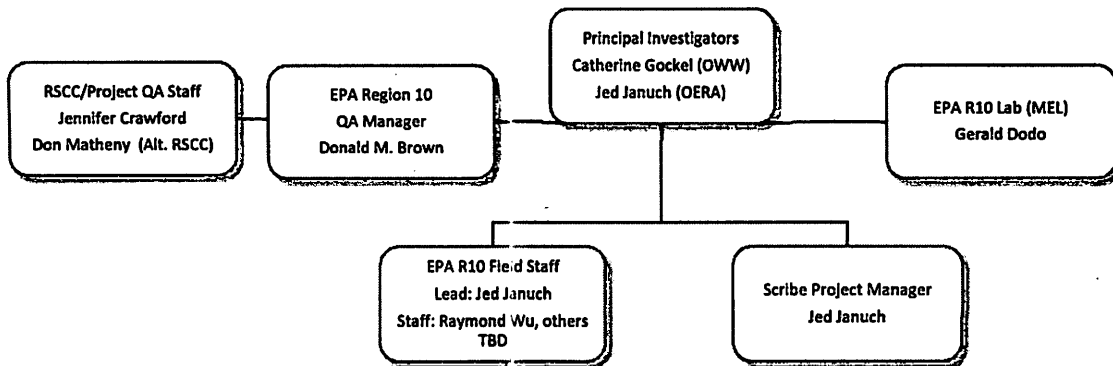 Principal Investigators
Catherine Gockel (OWW)
Jed Januch (OERA)
RSCC/Project QA Staff
Jennifer Crawford
Don Matheny (Alt. RSCC)
EPA Region 10
QA Manager
Donald M. Brown
EPA R10 Lab (MEL)
Gerald Dodo
EPA R10 Field Staff
Lead: Jed Januch
Staff: Raymond Wu, others
TBD
Scribe Project Manager
Jed Januch